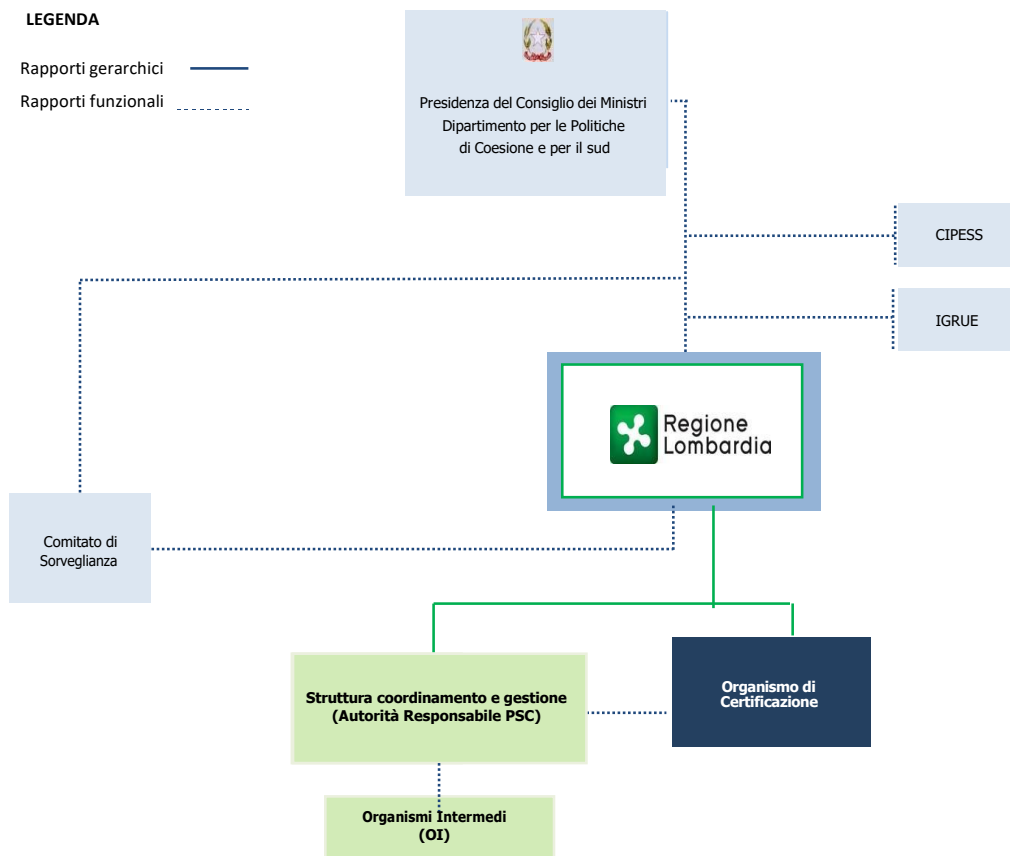 LEGENDA
Rapporti gerarchici
Rapporti funzionali
Presidenza del Consiglio dei Ministri
Dipartimento per le Politiche
di Coesione e per il sud
CIPESS
IGRUE
Regione
Lombardia
Comitato di
Sorveglianza
Struttura coordinamento e gestione
(Autorità Responsabile PSC)
Organismo di
Certificazione
Organismi Intermedi
(OI)